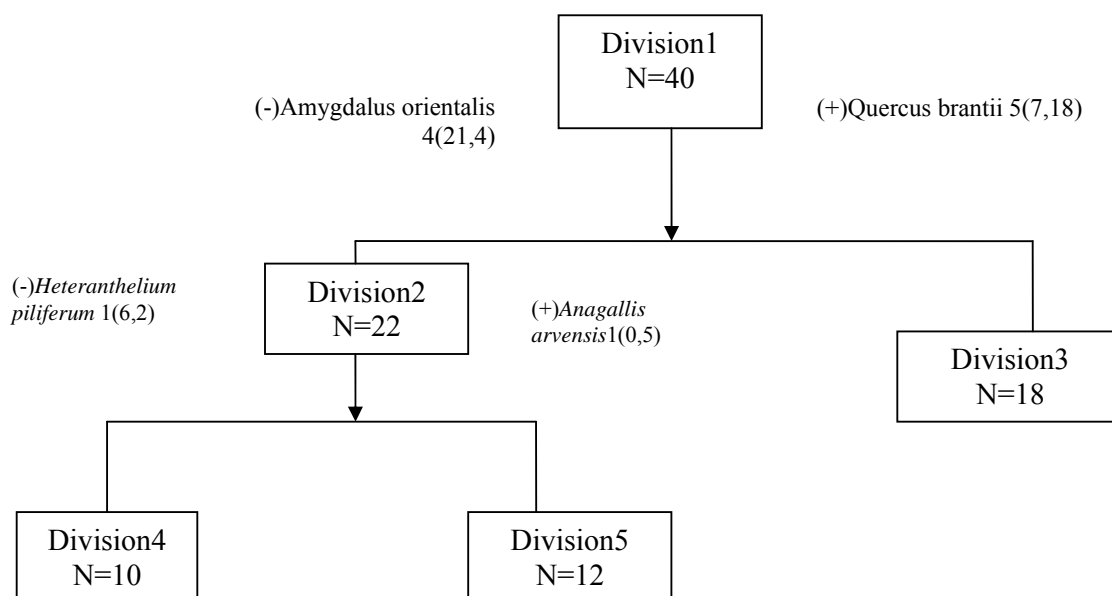 Division1
N=40
(-)Amygdalus orientalis
4(21,4)
(+)Quercus brantii 5(7,18)
Division2
N=22
(-)Heteranthelium
piliferum 1(6,2)
(+)Anagallis
arvensis1(0,5)
Division3
N=18
Division4
N=10
Division5
N=12